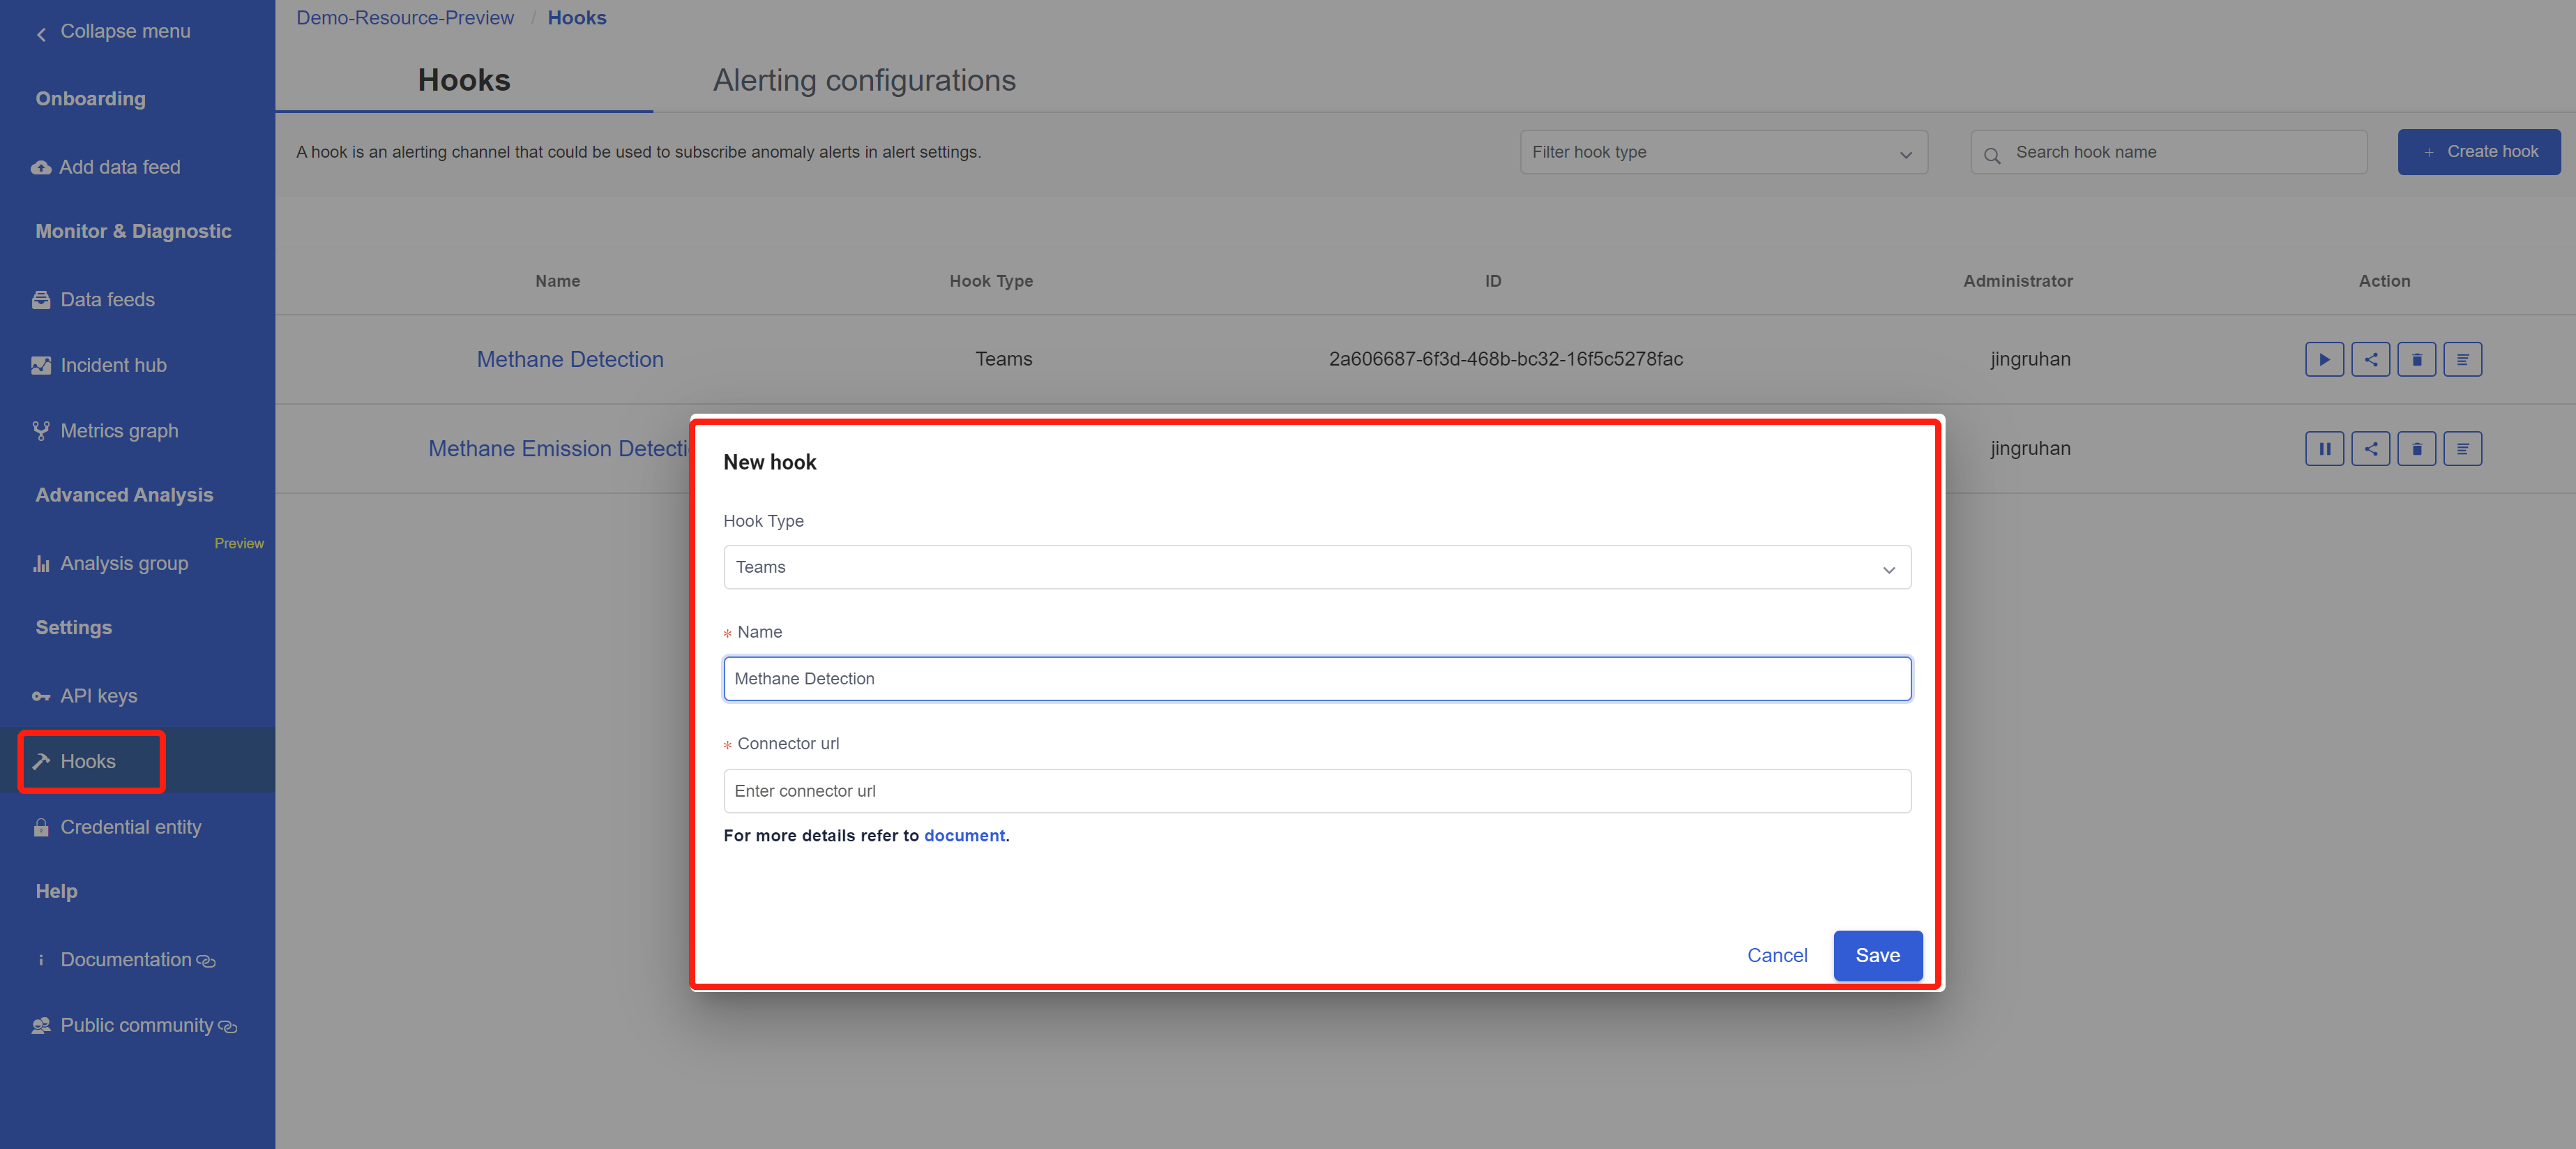 Collapse menu
Onboarding
Add data feed
Monitor & Diagnostic
Data feeds
Incident hub
Metrics graph
Advanced Analysis
Preview
Analysis group
Settings
API keys
Hooks
Credential entity
Help
Documentation
Public community
Demo-Resource-Preview / Hooks
Hooks Alerting configurations
A hook is an alerting channel that could be used to subscribe anomaly alerts in alert settings.
Filter hook type
Search hook name
+ Create hook
Name Hook Type ID Administrator Action
Methane Detection Teams 2a606687-6f3d-468b-bc32-16f5c5278fac jingruhan
Methane Emission Detecti jingruhan
New hook
Hook Type
Teams
* Name
Methane Detection
* Connector url
Enter connector url
For more details refer to document.
Cancel Save